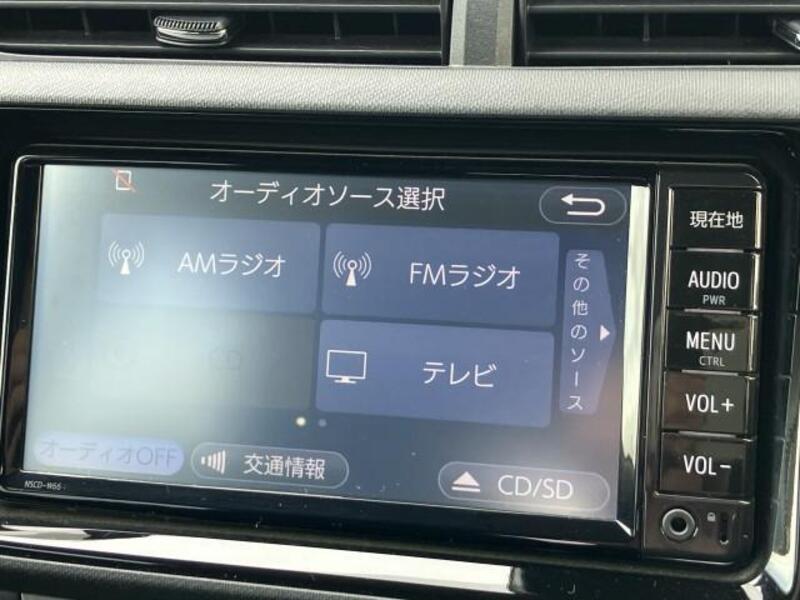 オーディオソース選択
AMラジオ
FMラジオ
テレビ
その他のソース
オーディオOFF
交通情報
CD/SD
NSCD-W66
現在地
AUDIO
PWR
MENU
CTRL
VOL+
VOL-